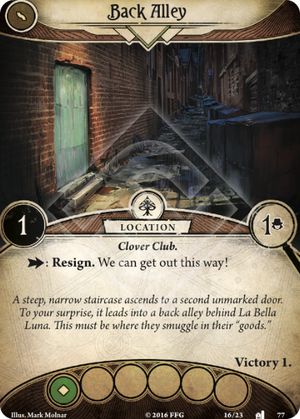 Back Alley
1
LOCATION
1
Clover Club.
: Resign. We can get out this way!
A steep, narrow staircase ascends to a second unmarked door.
To your surprise, it leads into a back alley behind La Bella
Luna. This must be where they smuggle in their “goods.”
Victory 1.
Illus. Mark Molnar
© 2016 FFG
16/23
77